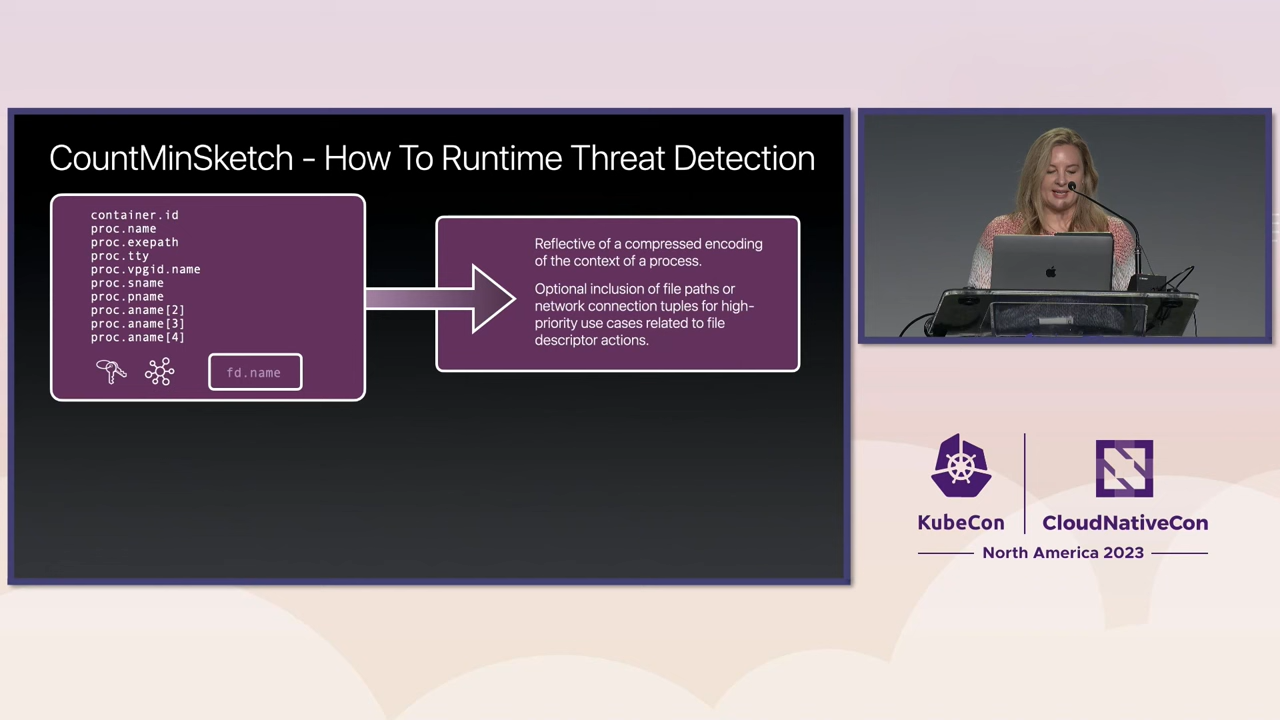 CountMinSketch - How To Runtime Threat Detection
container.id
proc.name
proc.exepath
proc.tty
proc.vpgid.name
proc.sname
proc.pname
proc.aname[2]
proc.aname[3]
proc.aname[4]
fd.name
Reflective of a compressed encoding
of the context of a process.
Optional inclusion of file paths or
network connection tuples for high-
priority use cases related to file
descriptor actions.
KubeCon
CloudNativeCon
North America 2023